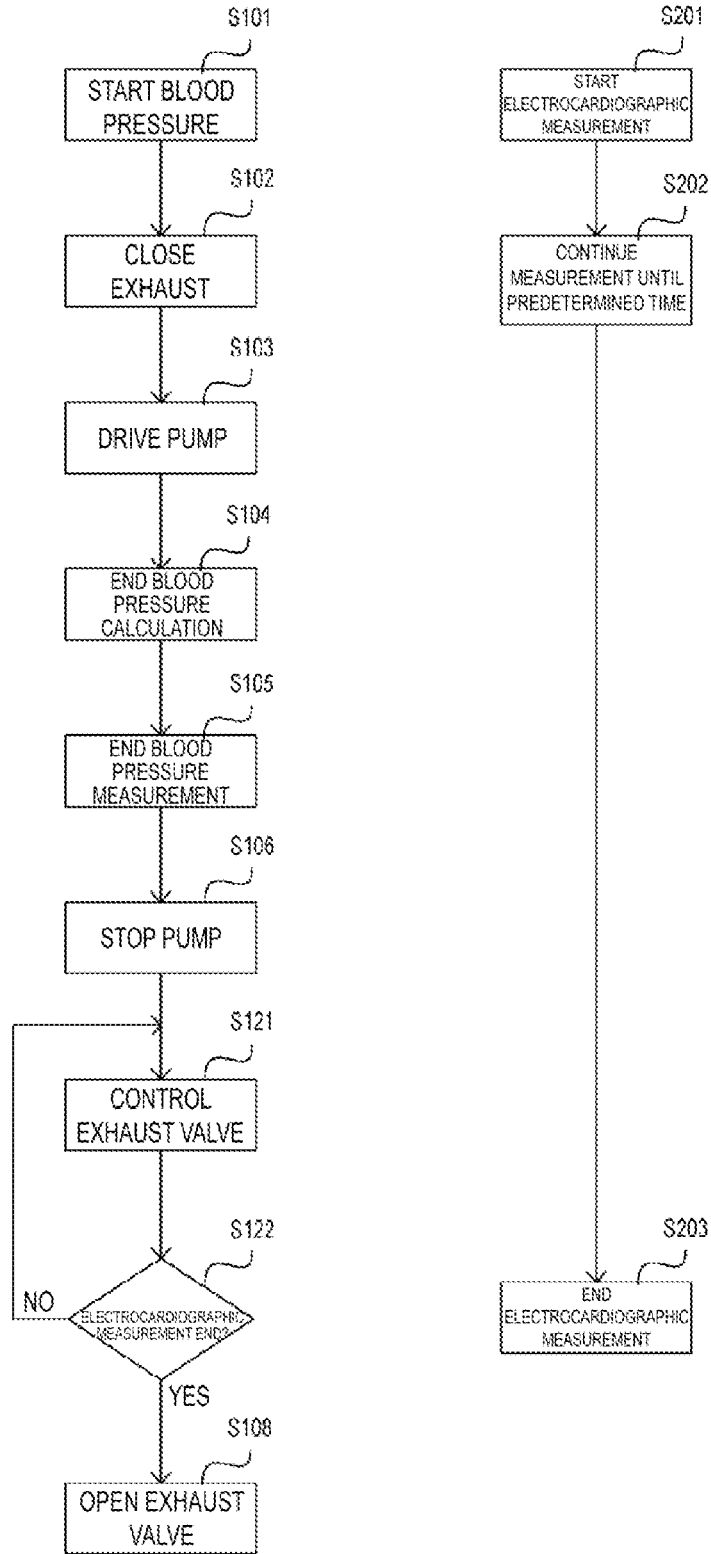 S101
START BLOOD
PRESSURE
S102
CLOSE
EXHAUST
S103
DRIVE PUMP
S104
END BLOOD
PRESSURE
CALCULATION
S105
END BLOOD
PRESSURE
MEASUREMENT
S106
STOP PUMP
S121
CONTROL
EXHAUST VALVE
S122
ELECTROCARDIOGRAPHIC
MEASUREMENT END?
NO
YES
S108
OPEN EXHAUST
VALVE
S201
START
ELECTROCARDIOGRAPHIC
MEASUREMENT
S202
CONTINUE
MEASUREMENT UNTIL
PREDETERMINED TIME
S203
END
ELECTROCARDIOGRAPHIC
MEASUREMENT